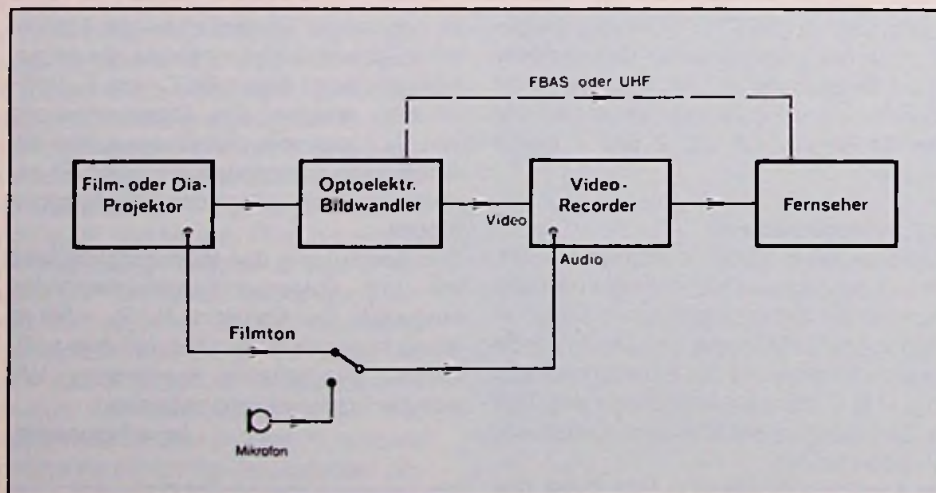 FBAS oder UHF
Film- oder Dia-
Projektor
Optoelektr.
Bildwandler
Video
Video-
Recorder
Audio
Fernseher
Filmton
Mikrofon